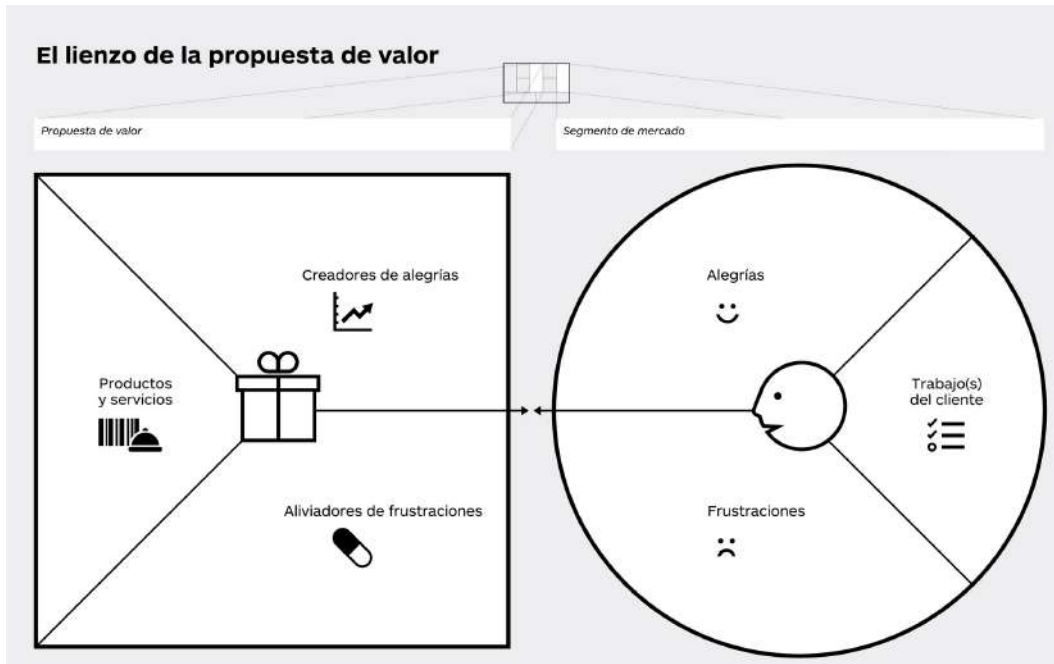 El lienzo de la propuesta de valor
Propuesta de valor
Segmento de mercado
Creadores de alegrías
Productos
y servicios
Aliviadores de frustraciones
Alegrías
Trabajo(s)
del cliente
Frustraciones